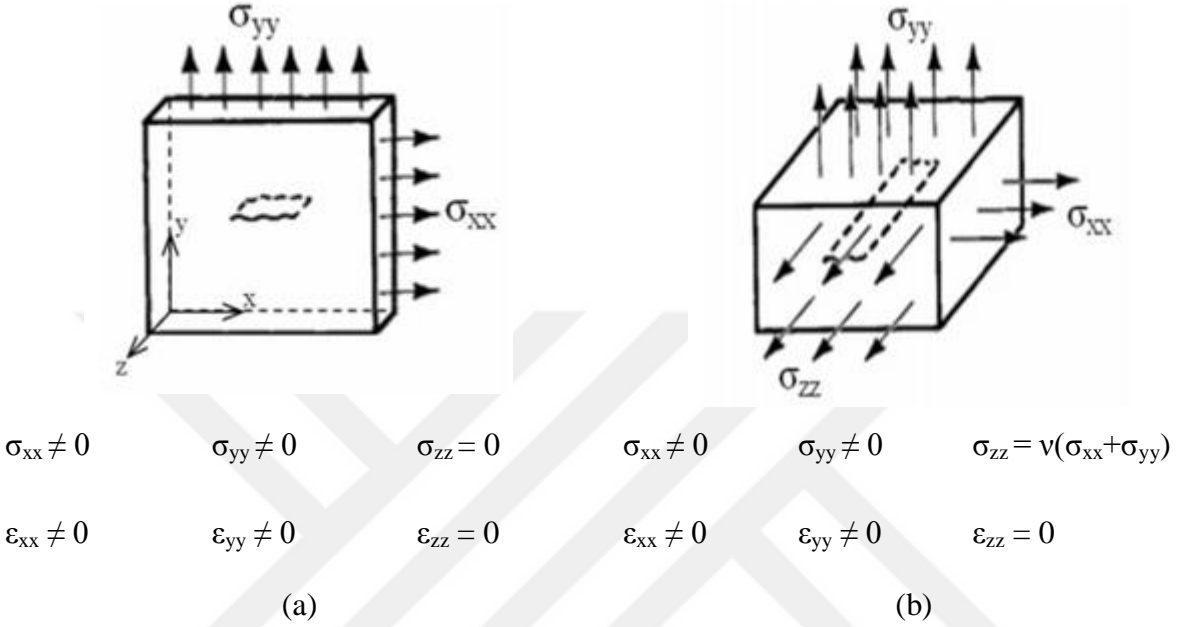 σyy
σxx
y
x
z
σyy
σxx
σzz
σxx ≠ 0 σyy ≠ 0 σzz = 0 σxx ≠ 0 σyy ≠ 0 σzz = ν(σxx+σyy)
εxx ≠ 0 εyy ≠ 0 εzz = 0 εxx ≠ 0 εyy ≠ 0 εzz = 0
(a) (b)